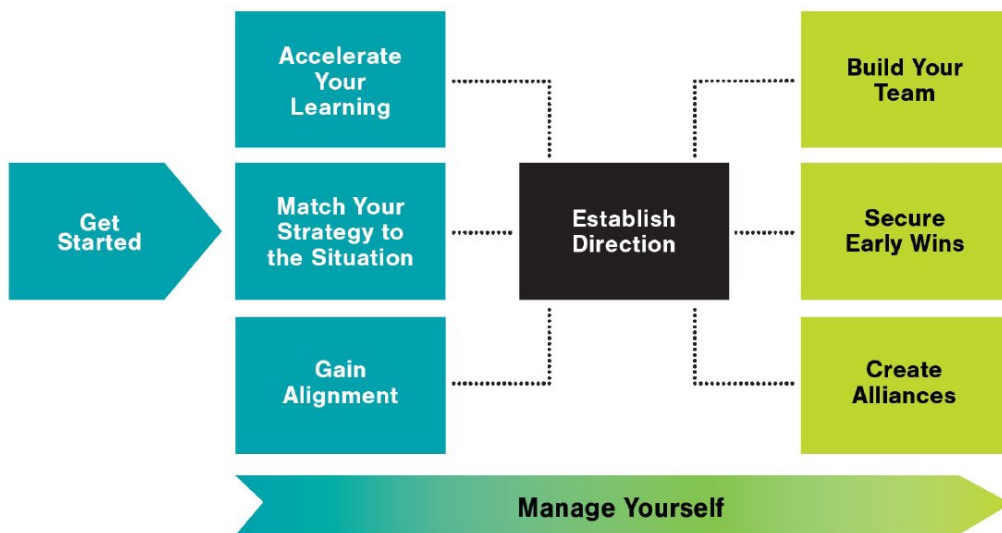 Accelerate
Your
Learning
Build Your
Team
Get
Started
Match Your
Strategy to
the Situation
Establish
Direction
Secure
Early Wins
Gain
Alignment
Create
Alliances
Manage Yourself